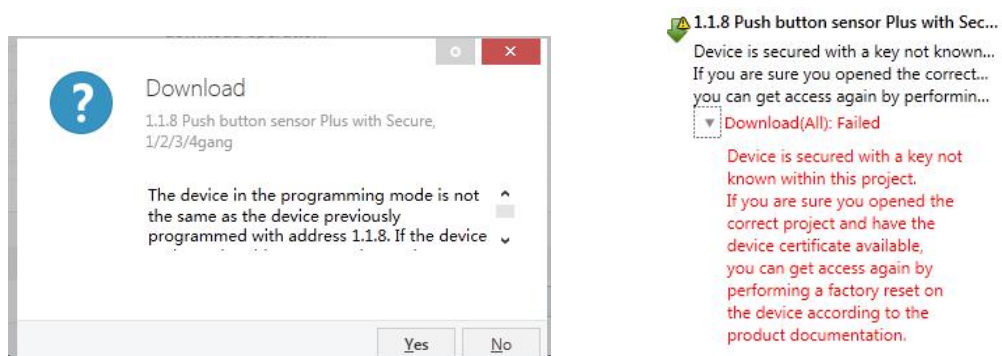 Download
1.1.8 Push button sensor Plus with Secure,
1/2/3/4gang
The device in the programming mode is not
the same as the device previously
programmed with address 1.1.8. If the device
Yes
No
1.1.8 Push button sensor Plus with Sec...
Device is secured with a key not known...
If you are sure you opened the correct...
you can get access again by performin...
Download(All): Failed
Device is secured with a key not
known within this project.
If you are sure you opened the
correct project and have the
device certificate available,
you can get access again by
performing a factory reset on
the device according to the
product documentation.